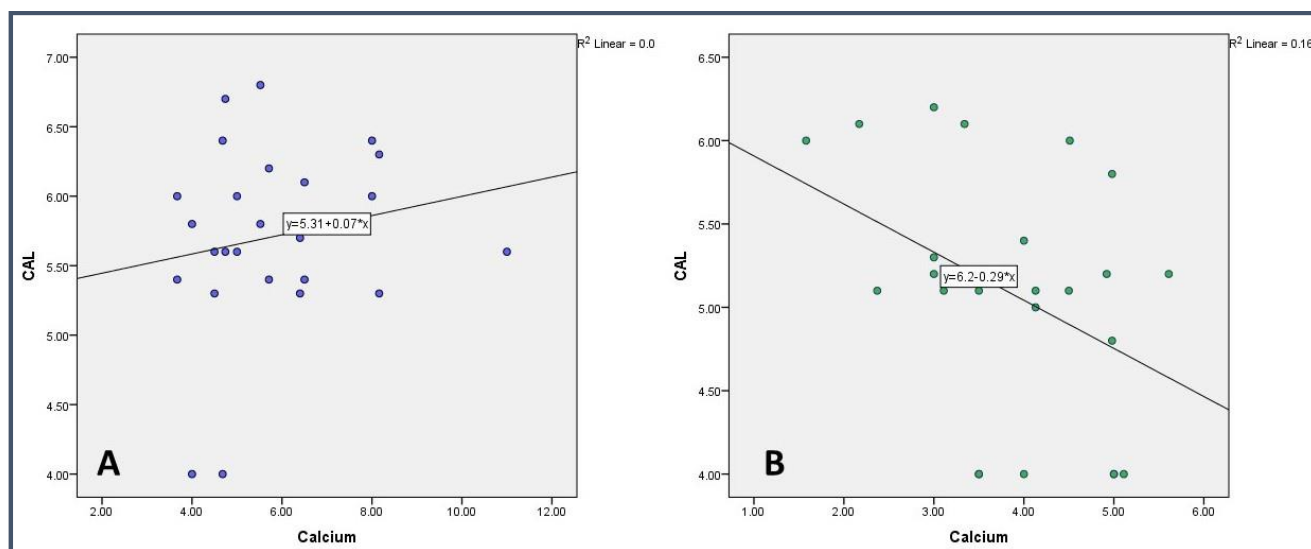 R² Linear = 0.0
7.00
6.50
6.00
5.50
5.00
4.50
4.00
CAL
y=5.31+0.07*x
A
2.00 4.00 6.00 8.00 10.00 12.00
Calcium
R² Linear = 0.16
6.50
6.00
5.50
5.00
4.50
4.00
CAL
y=6.2-0.29*x
B
1.00 2.00 3.00 4.00 5.00 6.00
Calcium